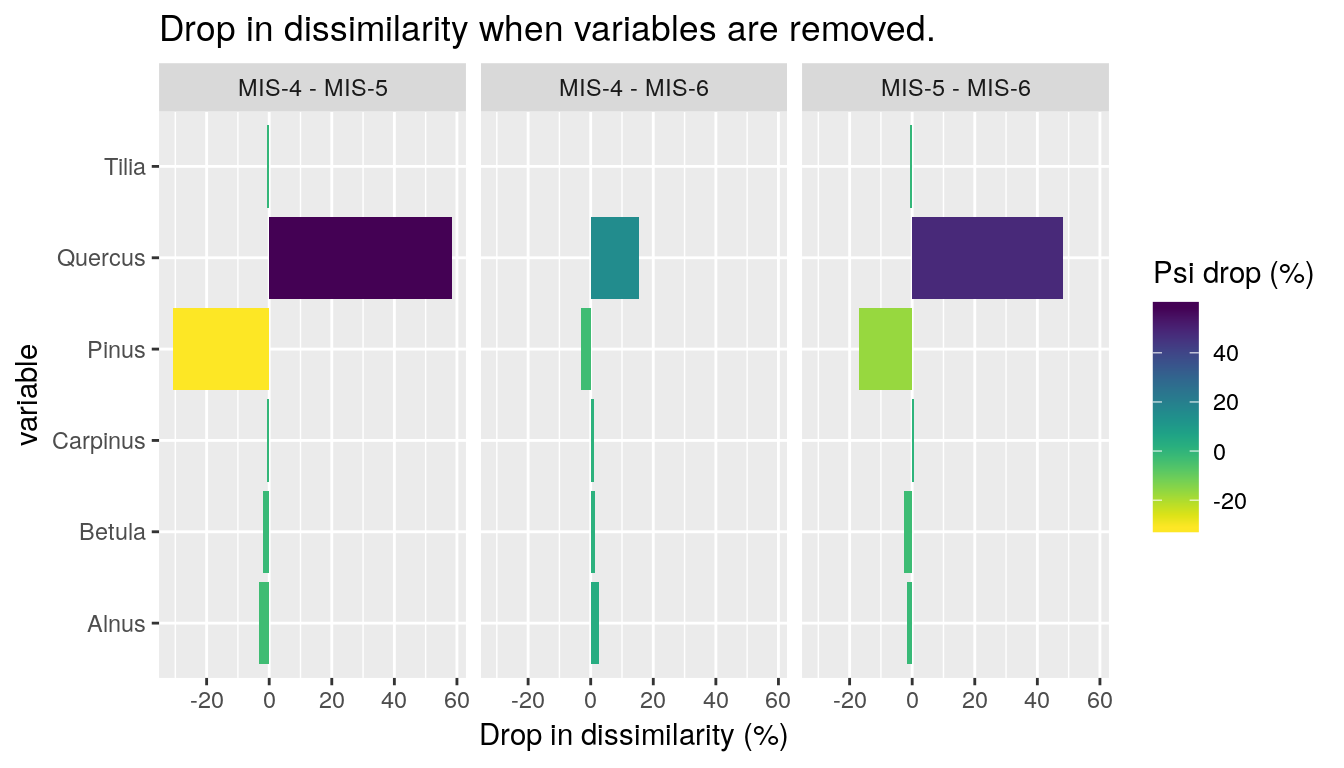 Drop in dissimilarity when variables are removed.
MIS-4 - MIS-5
MIS-4 - MIS-6
MIS-5 - MIS-6
variable
Tilia
Quercus
Pinus
Carpinus
Betula
Alnus
-20 0 20 40 60
-20 0 20 40 60
-20 0 20 40 60
Drop in dissimilarity (%)
Psi drop (%)
40
20
0
-20